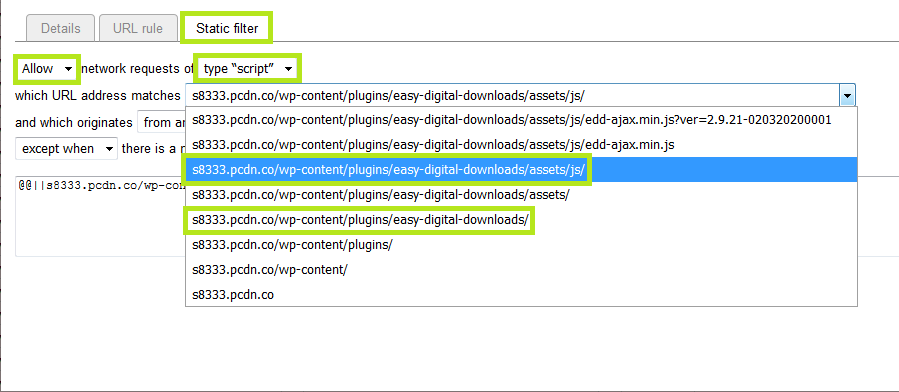 Details URL rule Static filter
Allow network requests of type “script”
which URL address matches s8333.pcdn.co/wp-content/plugins/easy-digital-downloads/assets/js/
s8333.pcdn.co/wp-content/plugins/easy-digital-downloads/assets/js/edd-ajax.min.js?ver=2.9.21-020320200001
and which originates from
s8333.pcdn.co/wp-content/plugins/easy-digital-downloads/assets/js/edd-ajax.min.js
except when there is a
s8333.pcdn.co/wp-content/plugins/easy-digital-downloads/assets/js/
@@||s8333.pcdn.co/wp-con
s8333.pcdn.co/wp-content/plugins/easy-digital-downloads/assets/
s8333.pcdn.co/wp-content/plugins/easy-digital-downloads/
s8333.pcdn.co/wp-content/plugins/
s8333.pcdn.co/wp-content/
s8333.pcdn.co